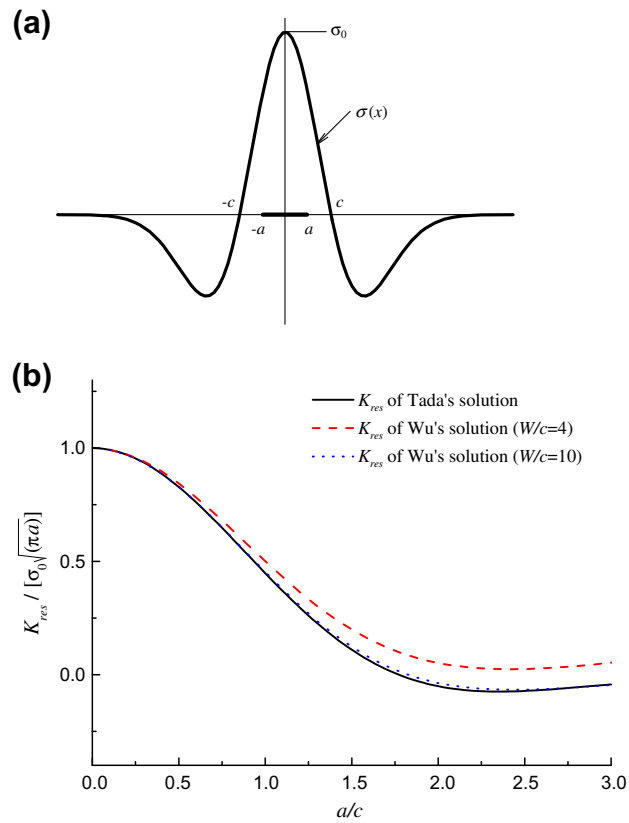 (a)
σ0
σ(x)
-c
c
-a
a
(b)
Kres of Tada's solution
Kres of Wu's solution (W/c=4)
Kres of Wu's solution (W/c=10)
Kres / [σ0√(πa)]
1.0
0.5
0.0
0.0
0.5
1.0
1.5
2.0
2.5
3.0
a/c